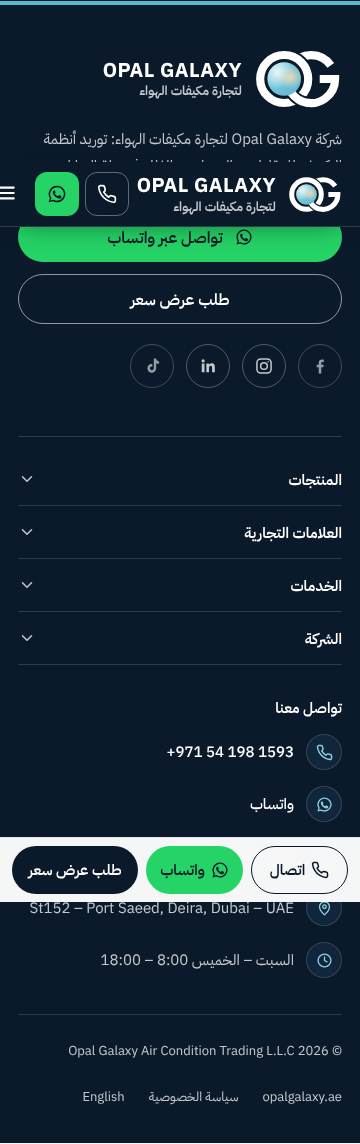 OPAL GALAXY
لتجارة مكيفات الهواء
شركة Opal Galaxy لتجارة مكيفات الهواء: توريد أنظمة
OPAL GALAXY
لتجارة مكيفات الهواء
تواصل عبر واتساب
طلب عرض سعر
المنتجات
العلامات التجارية
الخدمات
الشركة
تواصل معنا
+971 54 198 1593
واتساب
اتصال
واتساب
طلب عرض سعر
St152 – Port Saeed, Deira, Dubai – UAE
السبت – الخميس 8:00 – 18:00
© 2026 Opal Galaxy Air Condition Trading L.L.C
opalgalaxy.ae
سياسة الخصوصية
English